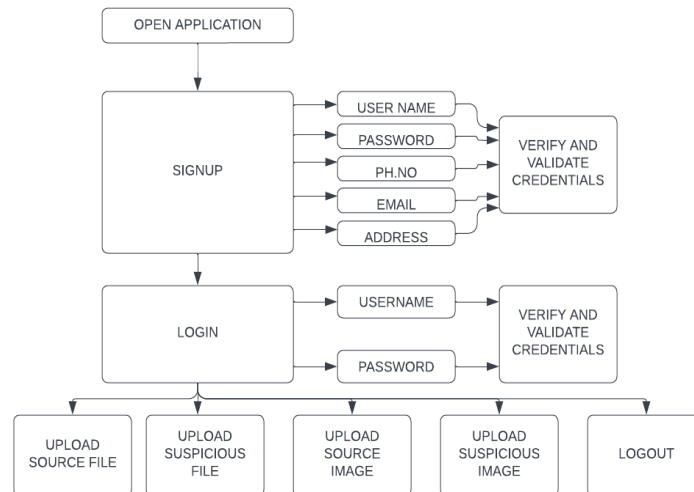 OPEN APPLICATION
SIGNUP
USER NAME
PASSWORD
PH.NO
EMAIL
ADDRESS
VERIFY AND
VALIDATE
CREDENTIALS
LOGIN
USERNAME
PASSWORD
VERIFY AND
VALIDATE
CREDENTIALS
UPLOAD
SOURCE FILE
UPLOAD
SUSPICIOUS
FILE
UPLOAD
SOURCE
IMAGE
UPLOAD
SUSPICIOUS
IMAGE
LOGOUT